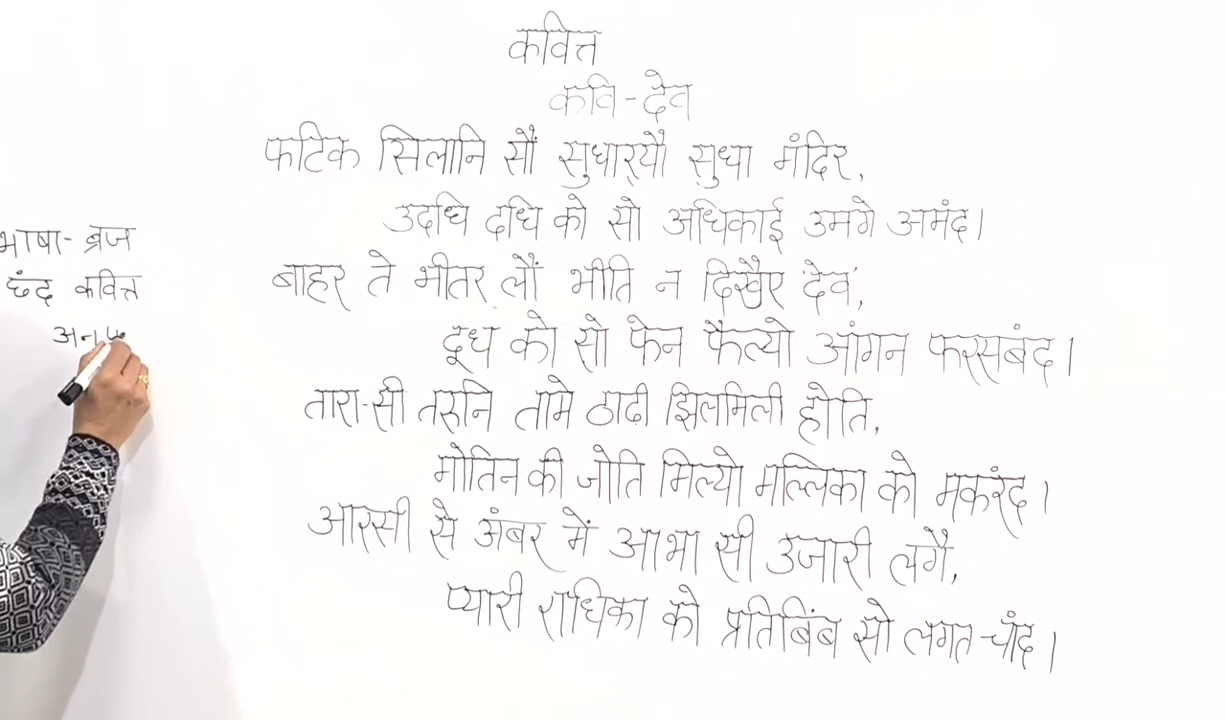 कवित्त
कवि - देव
फटिक सिलानि सौं सुधार्‌यौ सुधा मंदिर,
उदधि दधि को सो अधिकाई उमगे अमंद।
बाहर ते भीतर लौं भीति न दिखैए 'देव',
दूध को सो फेन फैल्यो आंगन फरसबंद।
तारा-सी तरुनि तामे ठाढ़ी झिलमिली होति,
मोतिन की जोति मिल्यो मल्लिका को मकरंद।
आरसी से अंबर में आभा सी उजारी लगै,
प्यारी राधिका को प्रतिबिंब सो लगत चांद।
भाषा- ब्रज
छंद कवित्त